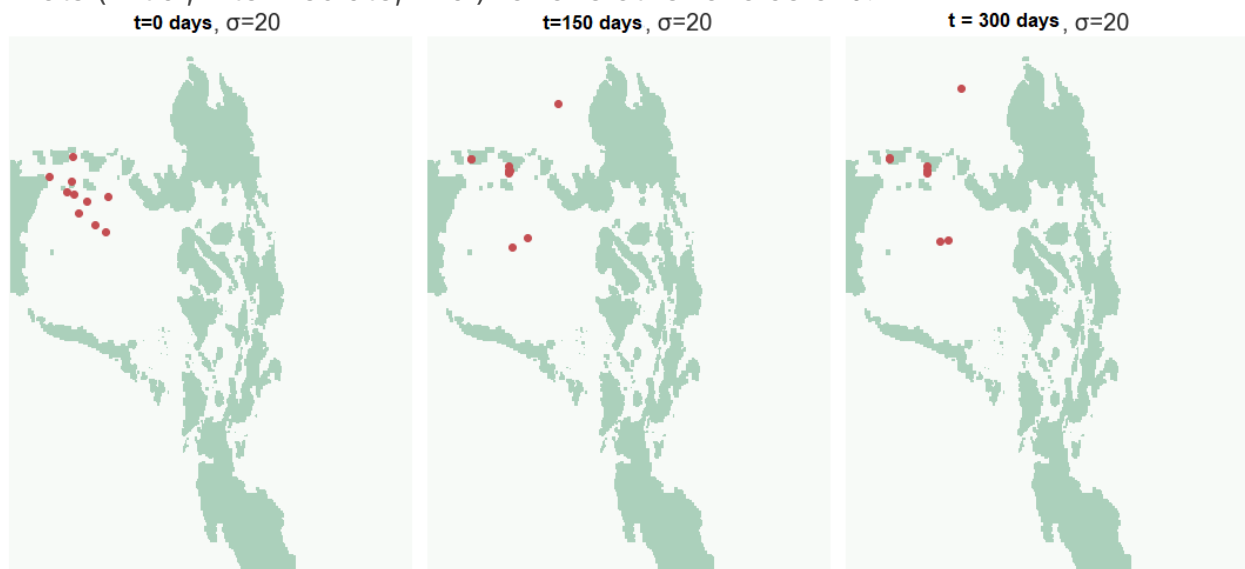 t=0 days, σ=20
t=150 days, σ=20
t = 300 days, σ=20